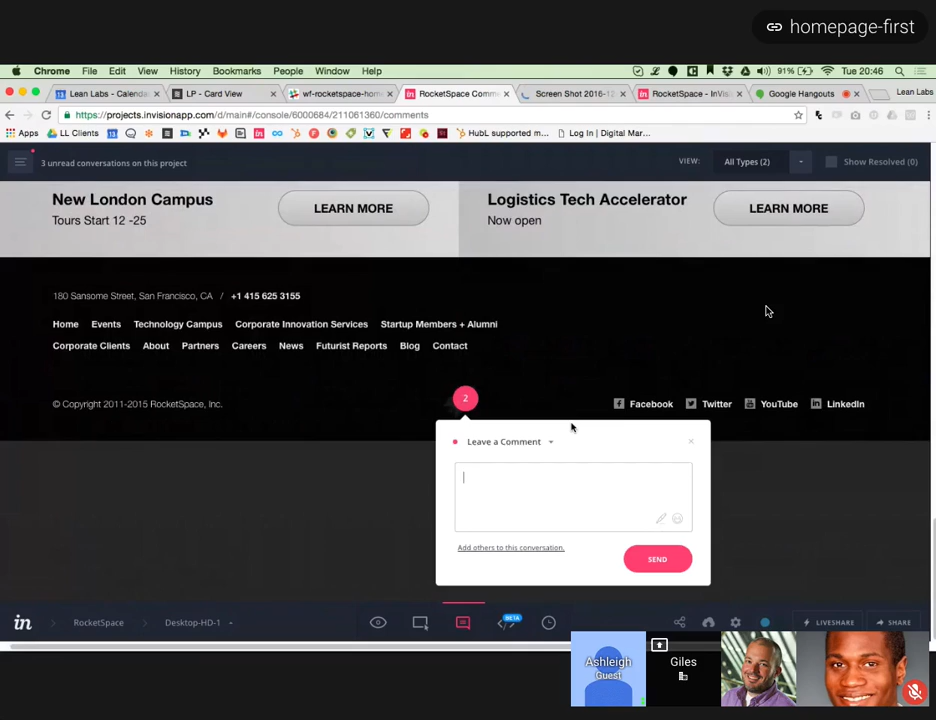 homepage-first
Chrome File Edit View History Bookmarks People Window Help 91% Tue 20:46
Lean Labs - Calenda LP - Card View wf-rocketspace-hom RocketSpace Comm Screen Shot 2016-12 RocketSpace - InVis Google Hangouts Lean Labs
https://projects.invisionapp.com/d/main#/console/6000684/211061360/comments
Apps LL Clients HubL supported m... Log In | Digital Mar...
3 unread conversations on this project VIEW: All Types (2) Show Resolved (0)
New London Campus
Tours Start 12 -25
LEARN MORE
Logistics Tech Accelerator
Now open
LEARN MORE
180 Sansome Street, San Francisco, CA / +1 415 625 3155
Home Events Technology Campus Corporate Innovation Services Startup Members + Alumni
Corporate Clients About Partners Careers News Futurist Reports Blog Contact
© Copyright 2011-2015 RocketSpace, Inc.
2
Facebook Twitter YouTube LinkedIn
Leave a Comment
Add others to this conversation.
SEND
in RocketSpace Desktop-HD-1 BETA LIVESHARE SHARE
Ashleigh
Guest
Giles